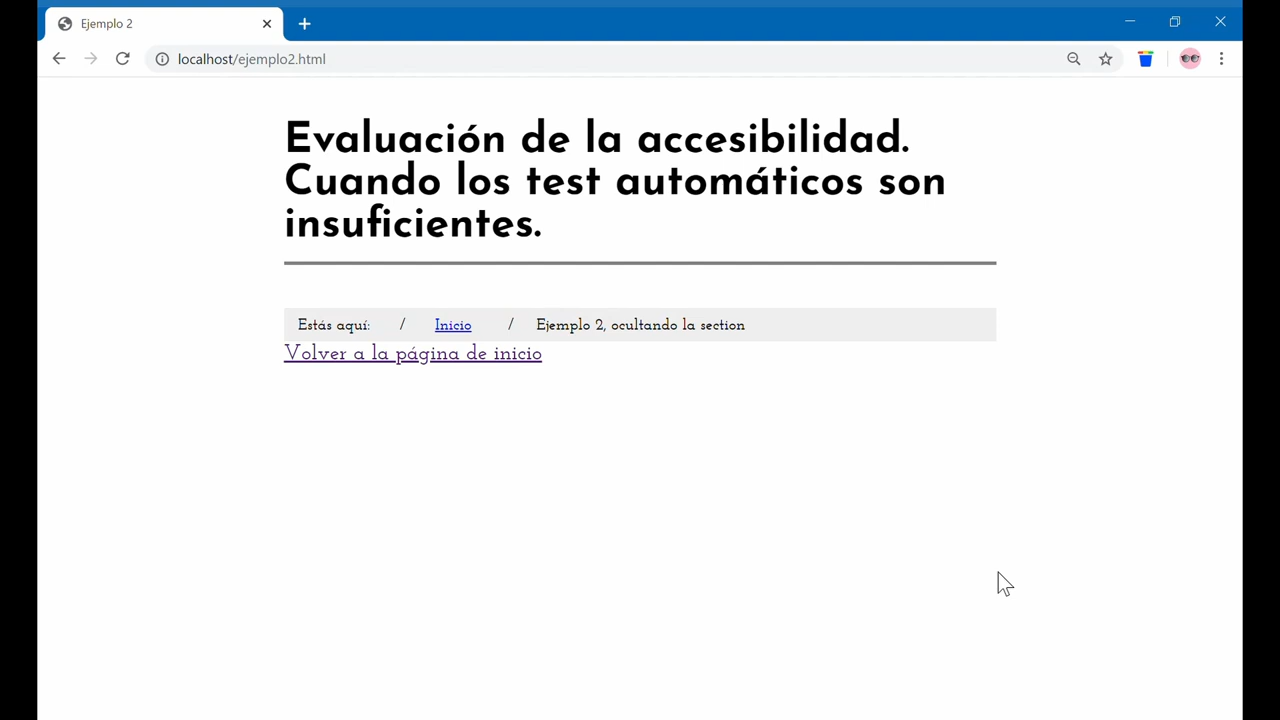 Ejemplo 2
localhost/ejemplo2.html
Evaluación de la accesibilidad.
Cuando los test automáticos son
insuficientes.
Estás aquí: / Inicio / Ejemplo 2, ocultando la section
Volver a la página de inicio